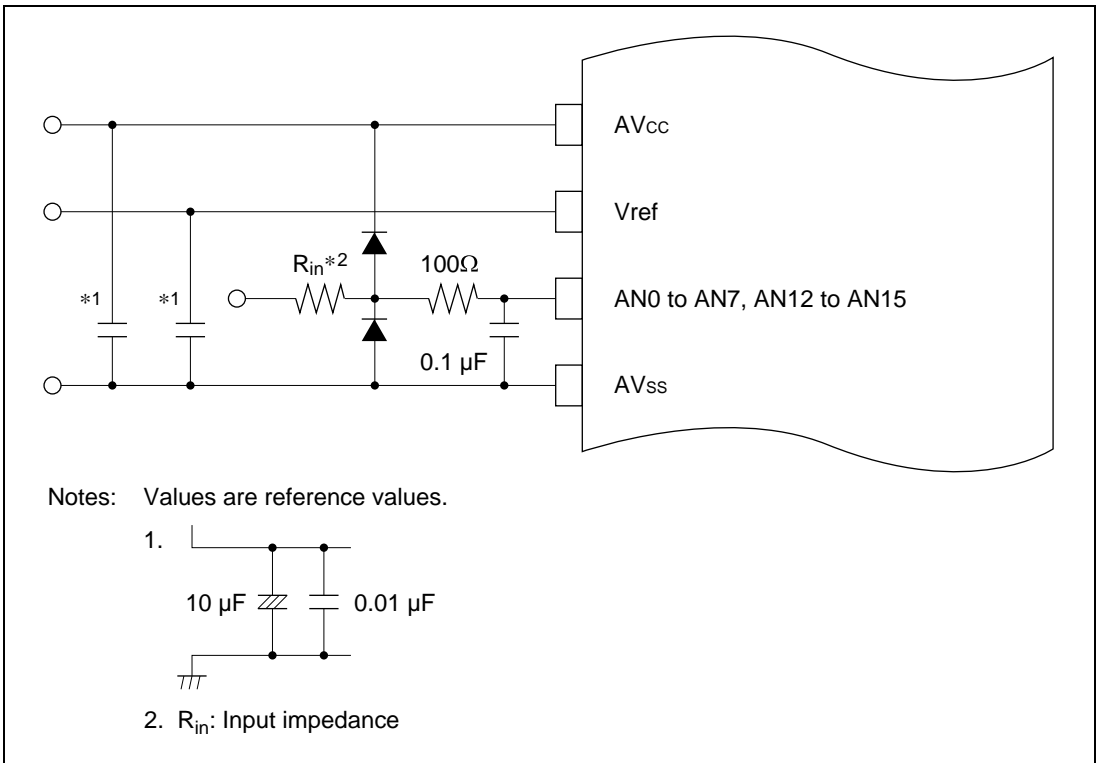 AVcc
Vref
Rin*2
100Ω
*1
*1
AN0 to AN7, AN12 to AN15
0.1 µF
AVss
Notes: Values are reference values.
1.
10 µF
0.01 µF
2. Rin: Input impedance